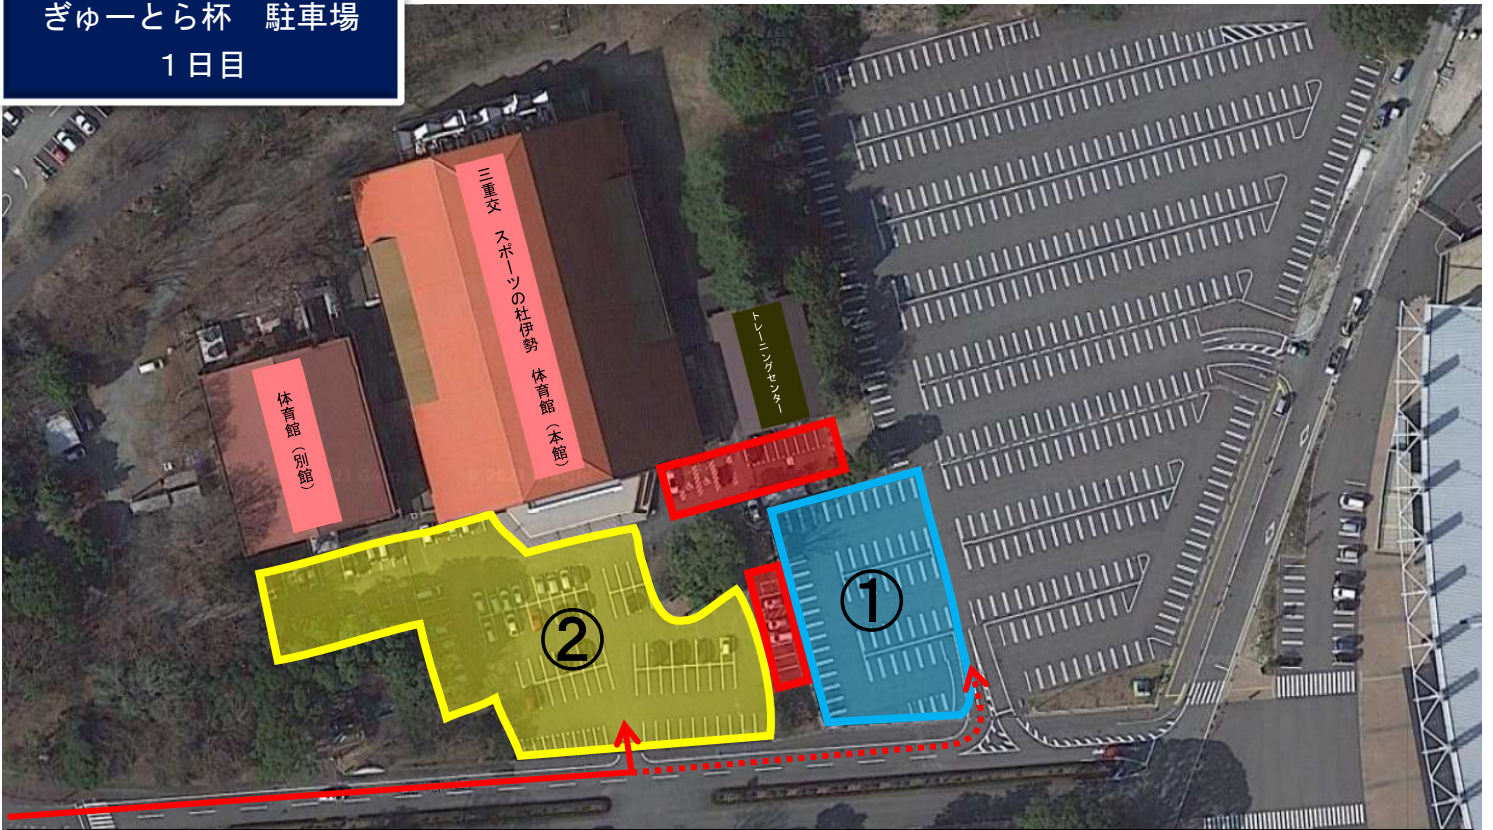 ぎゅーとら杯　駐車場
１日目
三重交　スポーツの杜伊勢　体育館（本館）
トレーニングセンター
体育館（別館）
①
②